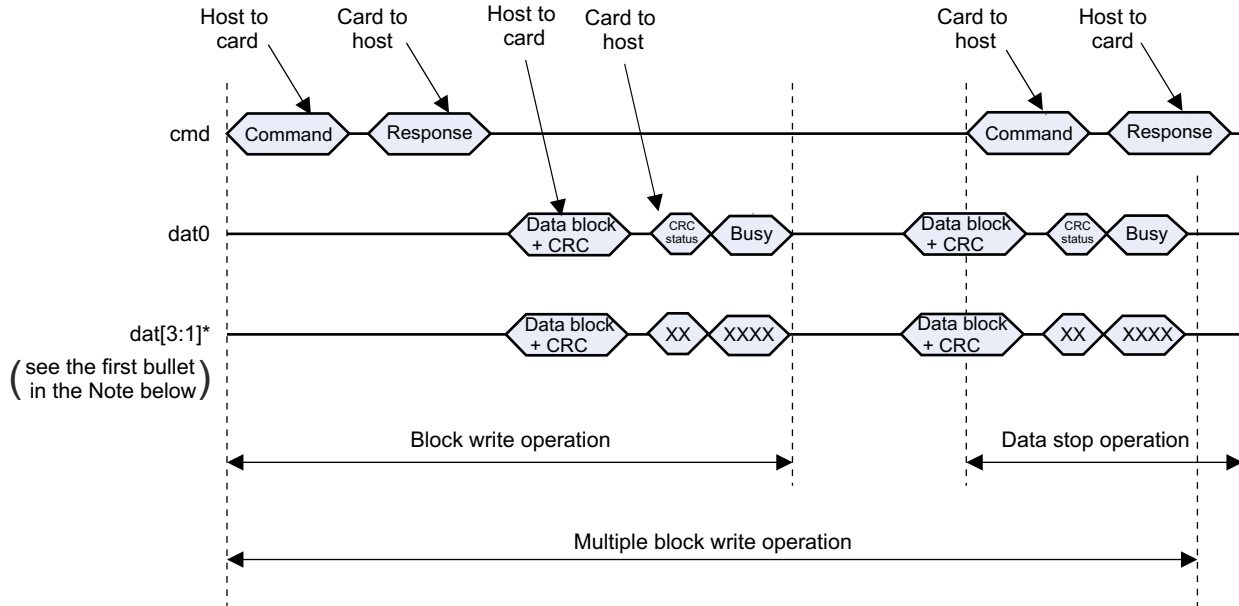 Host to
card
Card to
host
Host to
card
Card to
host
Card to
host
Host to
card
cmd
Command
Response
Command
Response
dat0
Data block
+ CRC
CRC
status
Busy
Data block
+ CRC
CRC
status
Busy
dat[3:1]*
(see the first bullet
in the Note below)
Data block
+ CRC
XX
XXXX
Data block
+ CRC
XX
XXXX
Block write operation
Data stop operation
Multiple block write operation